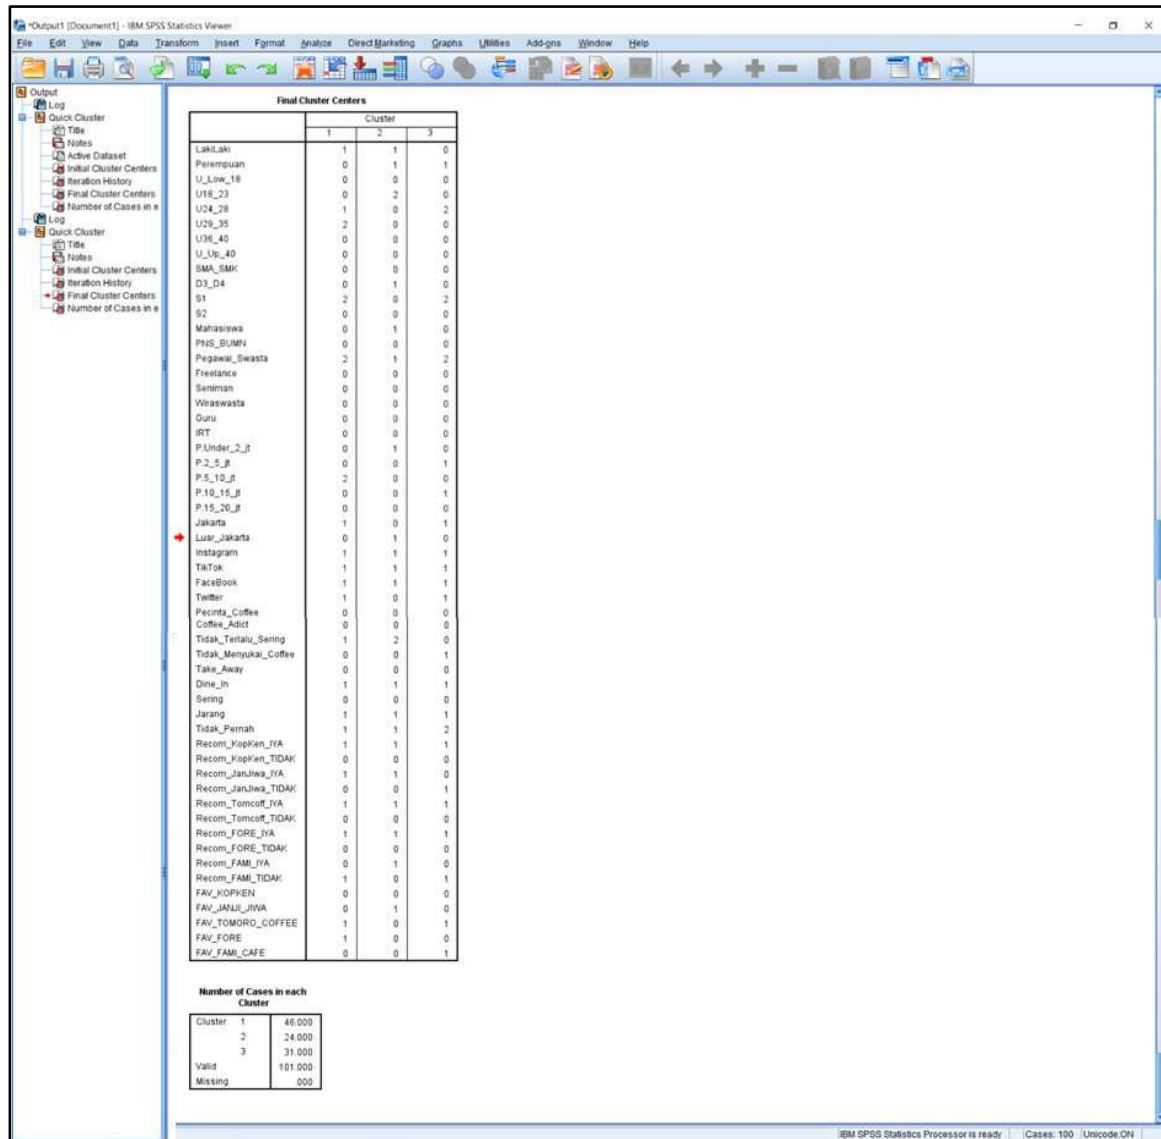 *Output1 [Document1] - IBM SPSS Statistics Viewer
File Edit View Data Transform Insert Format Analyze Direct Marketing Graphs Utilities Add-ons Window Help
Output
Log
Quick Cluster
Title
Notes
Active Dataset
Initial Cluster Centers
Iteration History
Final Cluster Centers
Number of Cases in e
Log
Quick Cluster
Title
Notes
Initial Cluster Centers
Iteration History
Final Cluster Centers
Number of Cases in e
Final Cluster Centers
Cluster
1 2 3
LakiLaki 1 1 0
Perempuan 0 1 1
U_Low_18 0 0 0
U18_23 0 2 0
U24_28 1 0 2
U29_35 2 0 0
U36_40 0 0 0
U_Up_40 0 0 0
SMA_SMK 0 0 0
D3_D4 0 1 0
S1 2 0 2
S2 0 0 0
Mahasiswa 0 1 0
PNS_BUMN 0 0 0
Pegawai_Swasta 2 1 2
Freelance 0 0 0
Seniman 0 0 0
Wiraswasta 0 0 0
Guru 0 0 0
IRT 0 0 0
P.Under_2_jt 0 1 0
P.2_5_jt 0 0 1
P.5_10_jt 2 0 0
P.10_15_jt 0 0 1
P.15_20_jt 0 0 0
Jakarta 1 0 1
Luar_Jakarta 0 1 0
Instagram 1 1 1
TikTok 1 1 1
FaceBook 1 1 1
Twitter 1 0 1
Pecinta_Coffee 0 0 0
Coffee_Adict 0 0 0
Tidak_Terlalu_Sering 1 2 0
Tidak_Menyukai_Coffee 0 0 1
Take_Away 0 0 0
Dine_In 1 1 1
Sering 0 0 0
Jarang 1 1 1
Tidak_Pernah 1 1 2
Recom_KopKen_IYA 1 1 1
Recom_KopKen_TIDAK 0 0 0
Recom_JanJiwa_IYA 1 1 0
Recom_JanJiwa_TIDAK 0 0 1
Recom_Tomcoff_IYA 1 1 1
Recom_Tomcoff_TIDAK 0 0 0
Recom_FORE_IYA 1 1 1
Recom_FORE_TIDAK 0 0 0
Recom_FAMI_IYA 0 1 0
Recom_FAMI_TIDAK 1 0 1
FAV_KOPKEN 0 0 0
FAV_JANJI_JIWA 0 1 0
FAV_TOMORO_COFFEE 1 0 1
FAV_FORE 1 0 0
FAV_FAMI_CAFE 0 0 1
Number of Cases in each
Cluster
Cluster 1 46.000
2 24.000
3 31.000
Valid 101.000
Missing .000
IBM SPSS Statistics Processor is ready Cases: 100 Unicode:ON